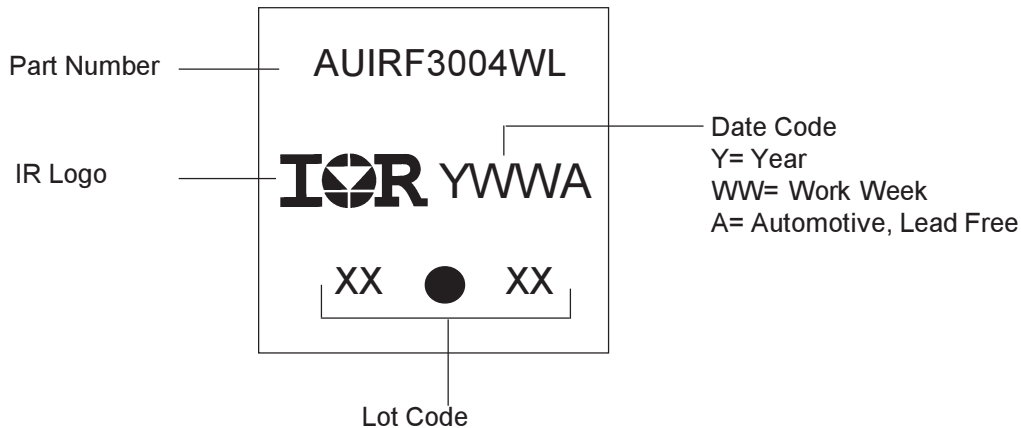 Part Number
AUIRF3004WL
IR Logo
IOR YWWA
Date Code
Y= Year
WW= Work Week
A= Automotive, Lead Free
XX XX
Lot Code